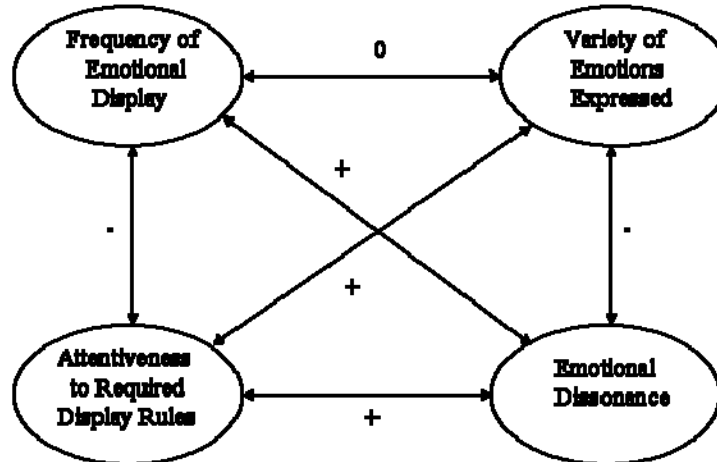 Frequency of
Emotional
Display
0
Variety of
Emotions
Expressed
+
-
-
+
Attentiveness
to Required
Display Rules
+
Emotional
Dissonance